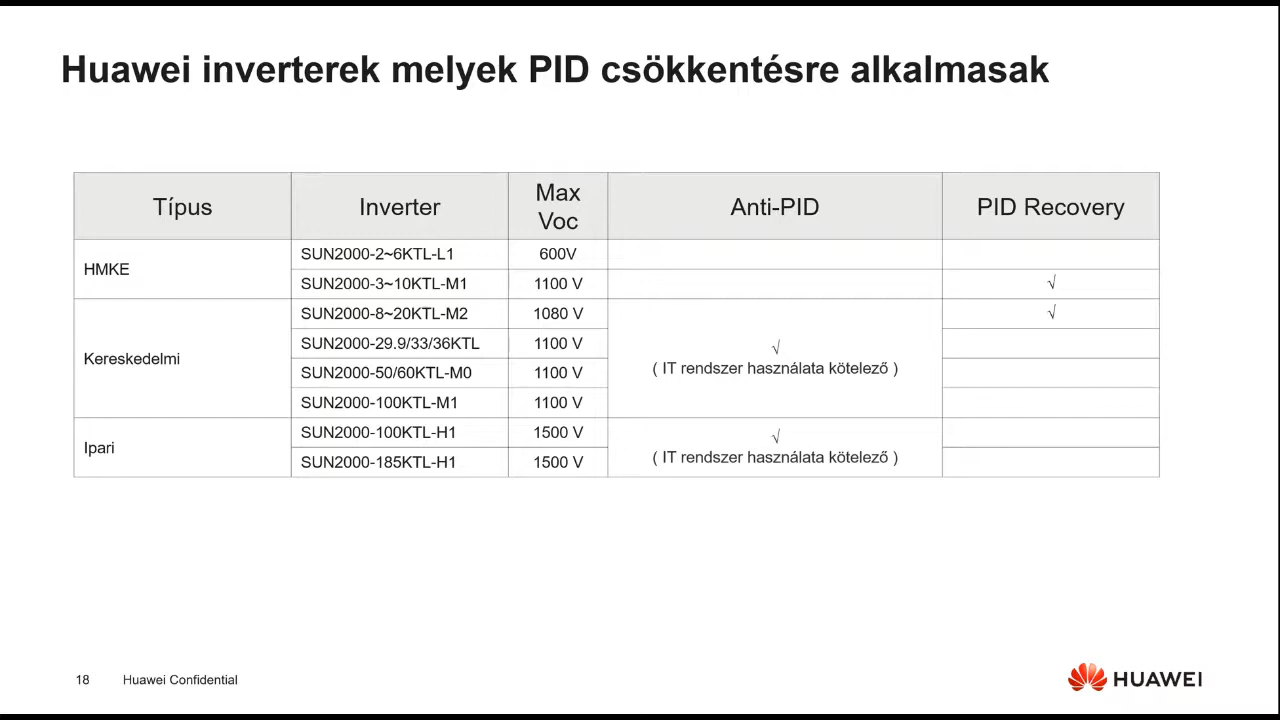 Huawei inverterek melyek PID csökkentésre alkalmasak
Típus Inverter Max Voc Anti-PID PID Recovery
HMKE
SUN2000-2~6KTL-L1 600V
SUN2000-3~10KTL-M1 1100 V √
Kereskedelmi
SUN2000-8~20KTL-M2 1080 V √
SUN2000-29.9/33/36KTL 1100 V
√
( IT rendszer használata kötelező )
SUN2000-50/60KTL-M0 1100 V
SUN2000-100KTL-M1 1100 V
Ipari
SUN2000-100KTL-H1 1500 V
√
( IT rendszer használata kötelező )
SUN2000-185KTL-H1 1500 V
18 Huawei Confidential
HUAWEI